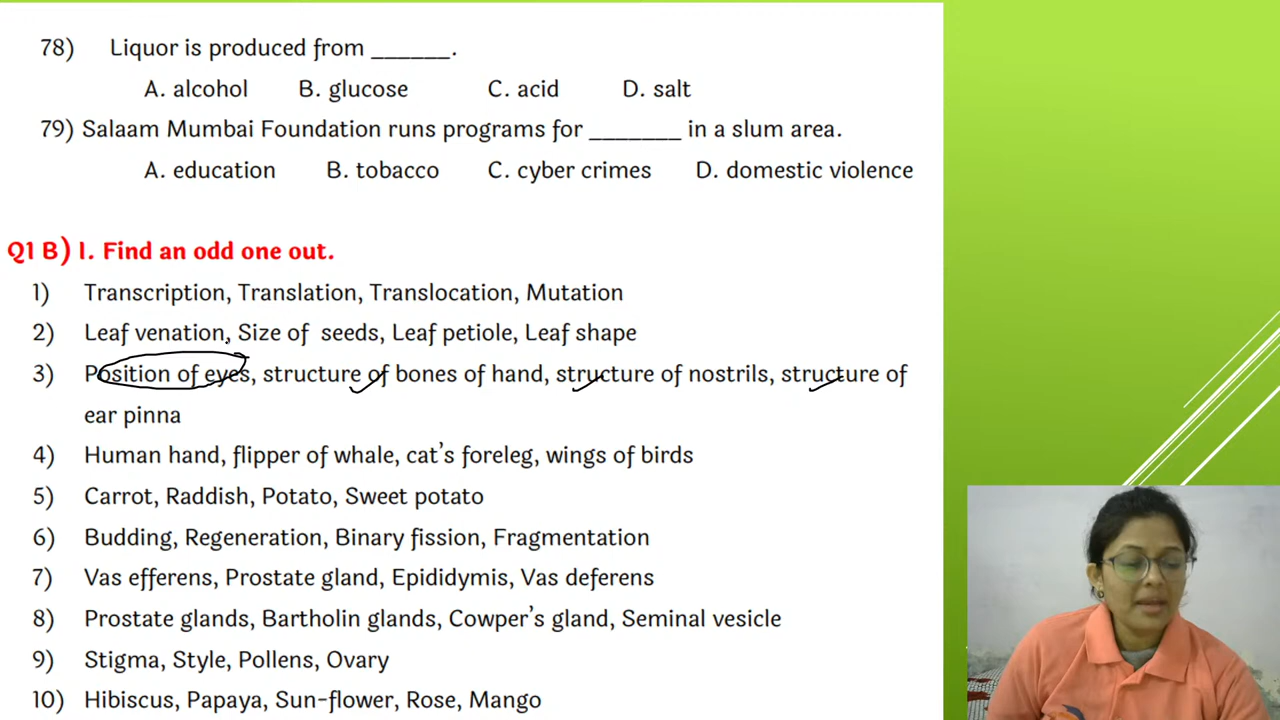 78) Liquor is produced from ______.
A. alcohol B. glucose C. acid D. salt
79) Salaam Mumbai Foundation runs programs for _______ in a slum area.
A. education B. tobacco C. cyber crimes D. domestic violence
Q1 B) I. Find an odd one out.
1) Transcription, Translation, Translocation, Mutation
2) Leaf venation, Size of seeds, Leaf petiole, Leaf shape
3) Position of eyes, structure of bones of hand, structure of nostrils, structure of
ear pinna
4) Human hand, flipper of whale, cat's foreleg, wings of birds
5) Carrot, Raddish, Potato, Sweet potato
6) Budding, Regeneration, Binary fission, Fragmentation
7) Vas efferens, Prostate gland, Epididymis, Vas deferens
8) Prostate glands, Bartholin glands, Cowper's gland, Seminal vesicle
9) Stigma, Style, Pollens, Ovary
10) Hibiscus, Papaya, Sun-flower, Rose, Mango